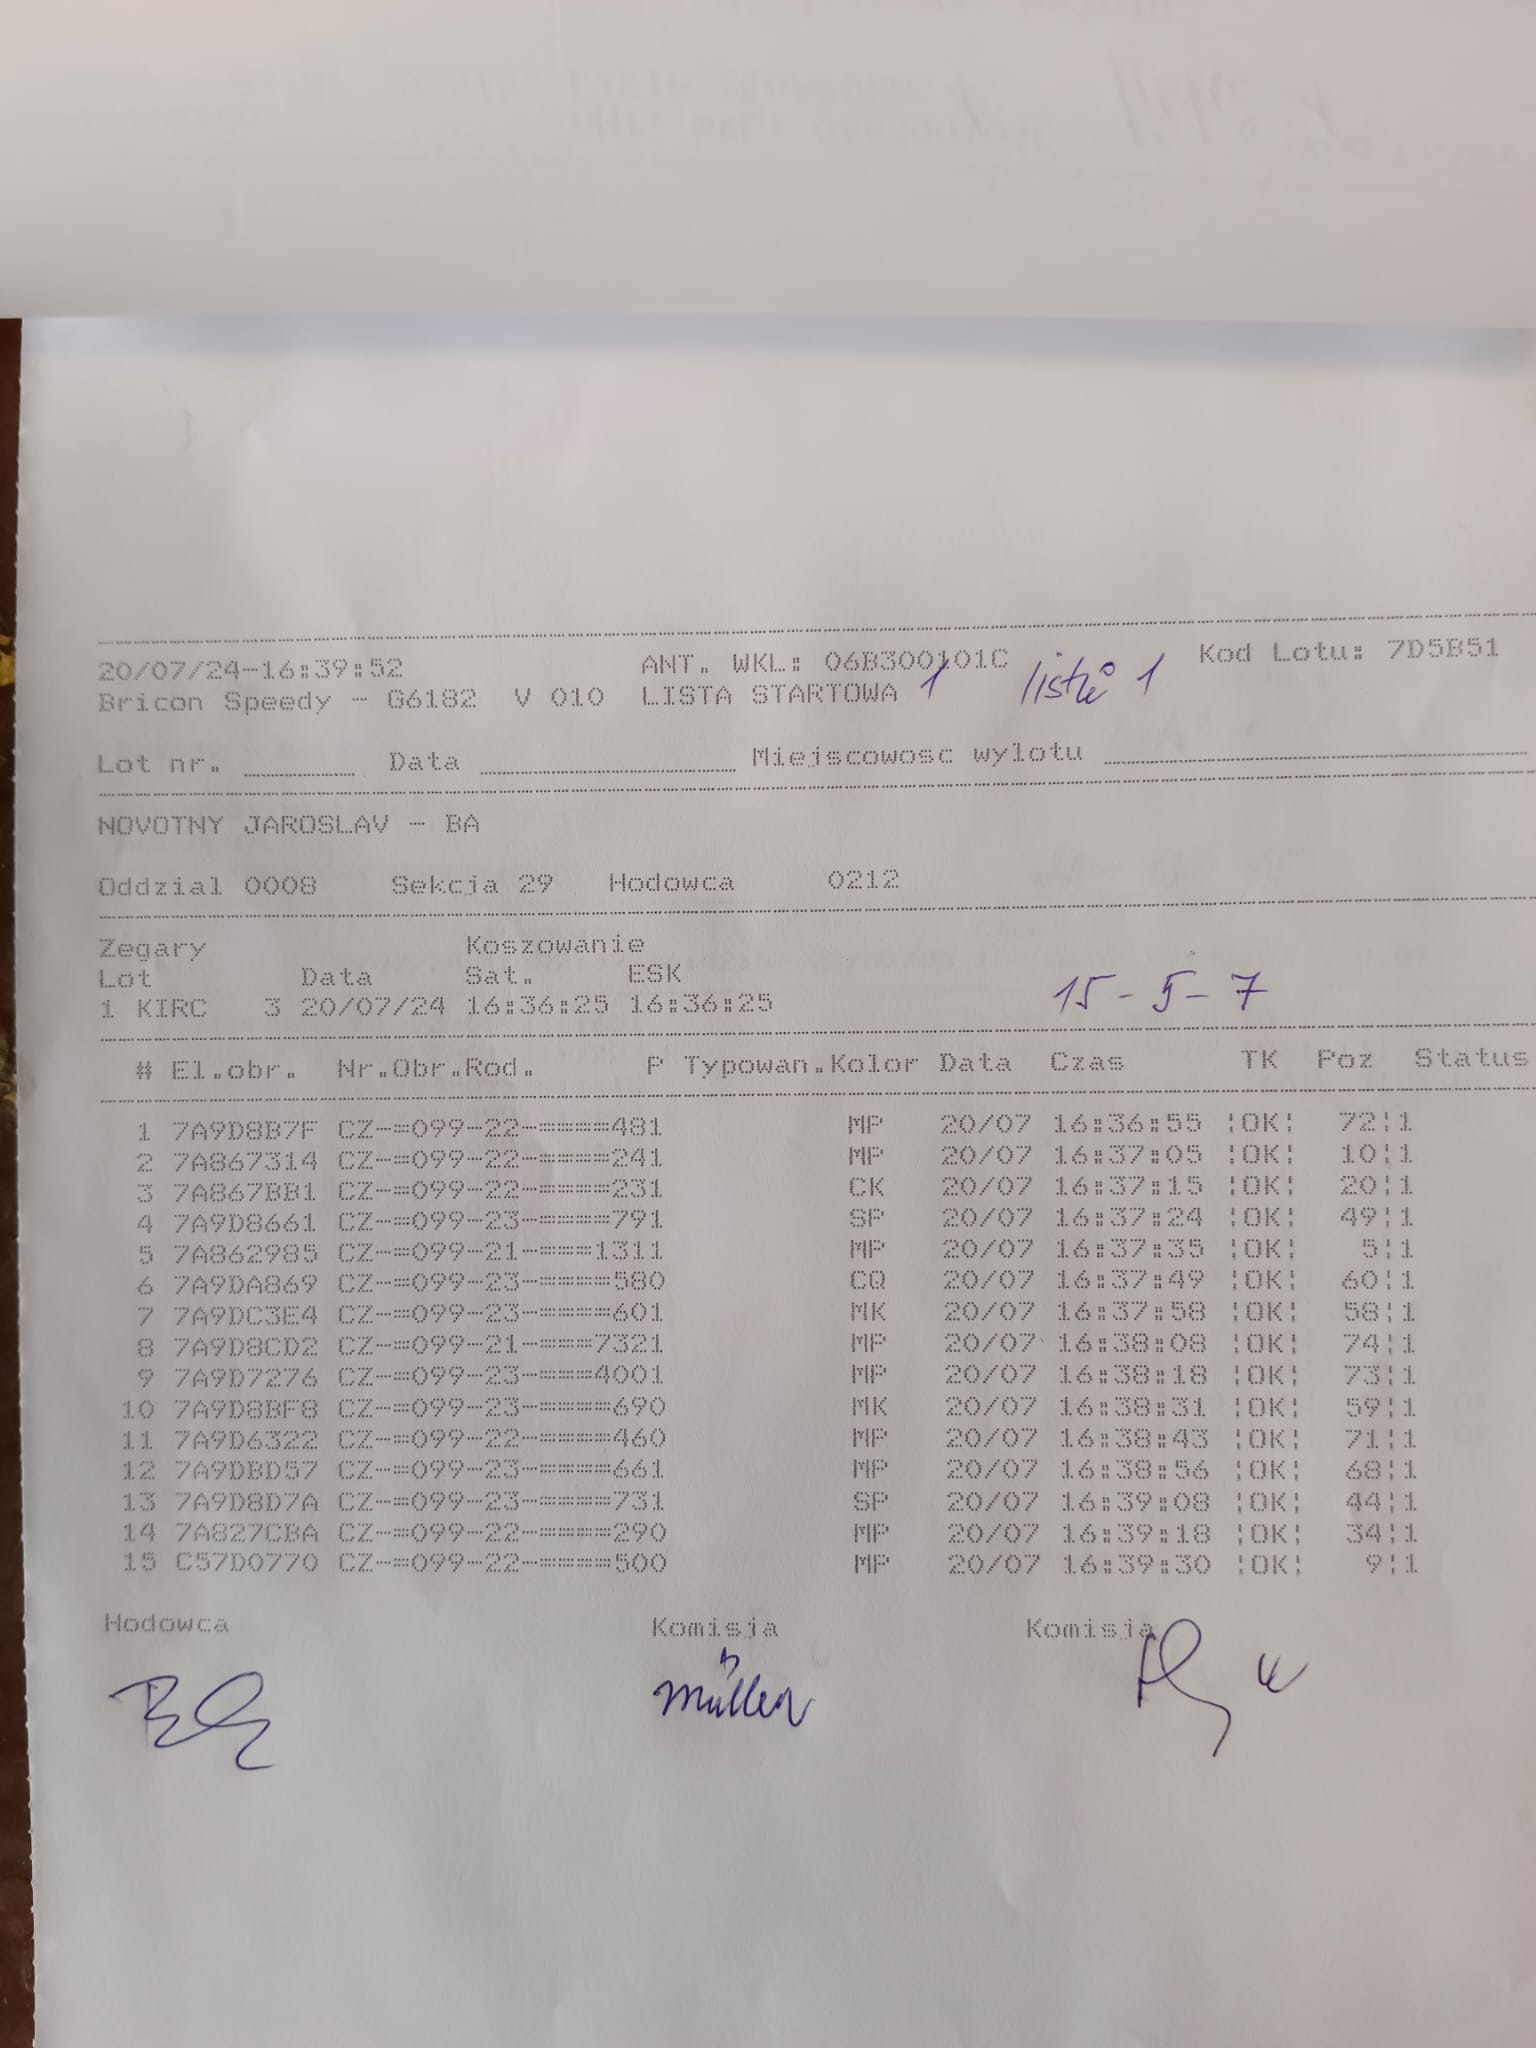 20/07/24-16:39:52 ANT. WKL: 06B300101C Kod Lotu: 7D5B51
Bricon Speedy - G6182 V 010 LISTA STARTOWA 1 listů 1
Lot nr. Data Miejscowosc wylotu
NOVOTNY JAROSLAV - BA
Oddzial 0008 Sekcja 29 Hodowca 0212
Zegary Koszowanie
Lot Data Sat. ESK
1 KIRC 3 20/07/24 16:36:25 16:36:25 15-5-7
# El.obr. Nr.Obr.Rod. P Typowan.Kolor Data Czas TK Poz Status
1 7A9D8B7F CZ-=099-22-====481 MP 20/07 16:36:55 ¦OK¦ 72¦1
2 7A867314 CZ-=099-22-====241 MP 20/07 16:37:05 ¦OK¦ 10¦1
3 7A867BB1 CZ-=099-22-====231 CK 20/07 16:37:15 ¦OK¦ 20¦1
4 7A9D8661 CZ-=099-23-====791 SP 20/07 16:37:24 ¦OK¦ 49¦1
5 7A862985 CZ-=099-21-===1311 MP 20/07 16:37:35 ¦OK¦ 5¦1
6 7A9DA869 CZ-=099-23-====580 CQ 20/07 16:37:49 ¦OK¦ 60¦1
7 7A9DC3E4 CZ-=099-23-====601 MK 20/07 16:37:58 ¦OK¦ 58¦1
8 7A9D8CD2 CZ-=099-21-===7321 MP 20/07 16:38:08 ¦OK¦ 74¦1
9 7A9D7276 CZ-=099-23-===4001 MP 20/07 16:38:18 ¦OK¦ 73¦1
10 7A9D8BF8 CZ-=099-23-====690 MK 20/07 16:38:31 ¦OK¦ 59¦1
11 7A9D6322 CZ-=099-22-====460 MP 20/07 16:38:43 ¦OK¦ 71¦1
12 7A9DBD57 CZ-=099-23-====661 MP 20/07 16:38:56 ¦OK¦ 68¦1
13 7A9D8D7A CZ-=099-23-====731 SP 20/07 16:39:08 ¦OK¦ 44¦1
14 7A827CBA CZ-=099-22-====290 MP 20/07 16:39:18 ¦OK¦ 34¦1
15 C57D0770 CZ-=099-22-====500 MP 20/07 16:39:30 ¦OK¦ 9¦1
Hodowca Komisja Komisja
Müller